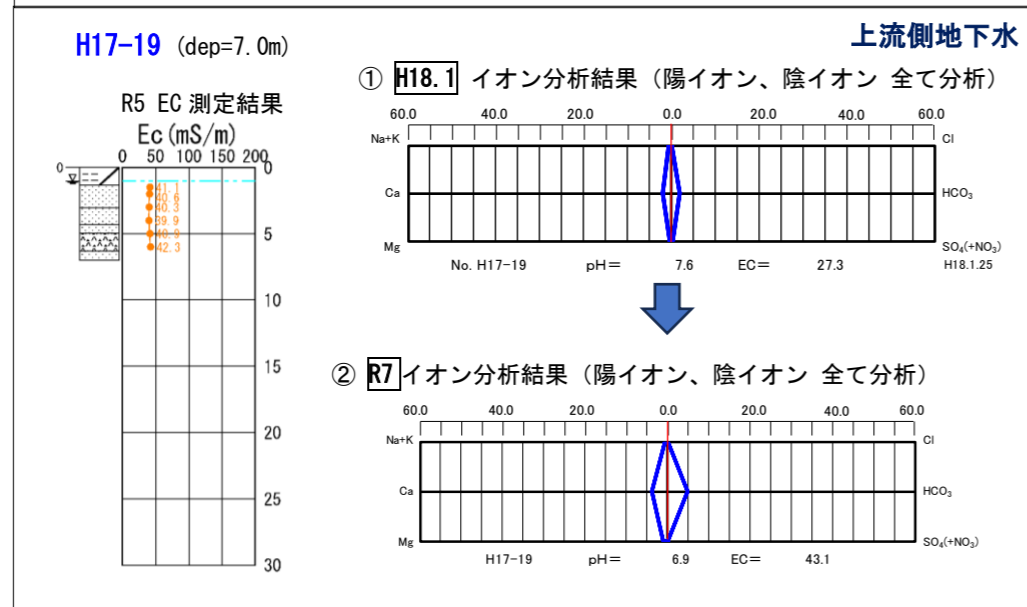 上流側地下水
H17-19 (dep=7.0m)
R5 EC 測定結果
Ec(mS/m)
0 50 100 150 200
0
0
41.1
40.6
40.3
39.9
5
40.9
42.3
10
15
20
25
30
① H18.1 イオン分析結果（陽イオン、陰イオン 全て分析）
60.0 40.0 20.0 0.0 20.0 40.0 60.0
Na+K Cl
Ca HCO₃
Mg SO₄(+NO₃)
No. H17-19 pH＝ 7.6 EC＝ 27.3 H18.1.25
② R7 イオン分析結果（陽イオン、陰イオン 全て分析）
60.0 40.0 20.0 0.0 20.0 40.0 60.0
Na+K Cl
Ca HCO₃
Mg SO₄(+NO₃)
H17-19 pH＝ 6.9 EC＝ 43.1